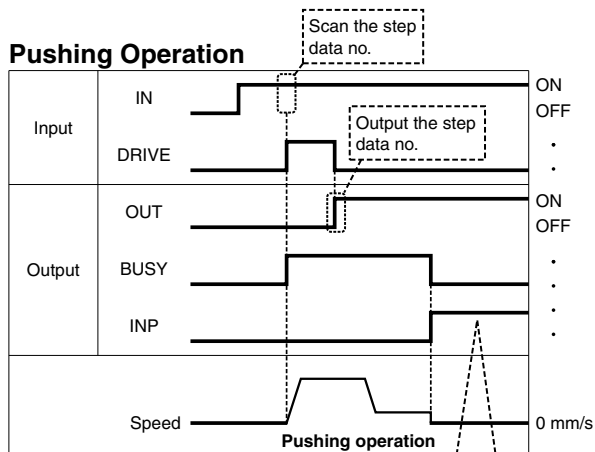 Scan the step
data no.
Pushing Operation
Input
IN
ON
OFF
DRIVE
Output the step
data no.
Output
OUT
ON
OFF
BUSY
INP
Speed
0 mm/s
Pushing operation